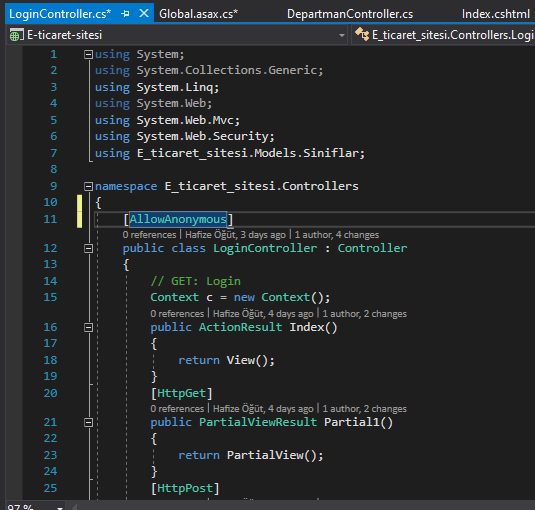 LoginController.cs* Global.asax.cs* DepartmanController.cs Index.cshtml
E-ticaret-sitesi E_ticaret_sitesi.Controllers.Logi
1 using System;
2 using System.Collections.Generic;
3 using System.Linq;
4 using System.Web;
5 using System.Web.Mvc;
6 using System.Web.Security;
7 using E_ticaret_sitesi.Models.Siniflar;
8
9 namespace E_ticaret_sitesi.Controllers
10 {
11 [AllowAnonymous]
0 references | Hafize Öğüt, 3 days ago | 1 author, 4 changes
12 public class LoginController : Controller
13 {
14 // GET: Login
15 Context c = new Context();
0 references | Hafize Öğüt, 4 days ago | 1 author, 2 changes
16 public ActionResult Index()
17 {
18 return View();
19 }
20 [HttpGet]
0 references | Hafize Öğüt, 4 days ago | 1 author, 2 changes
21 public PartialViewResult Partial1()
22 {
23 return PartialView();
24 }
25 [HttpPost]
97 %